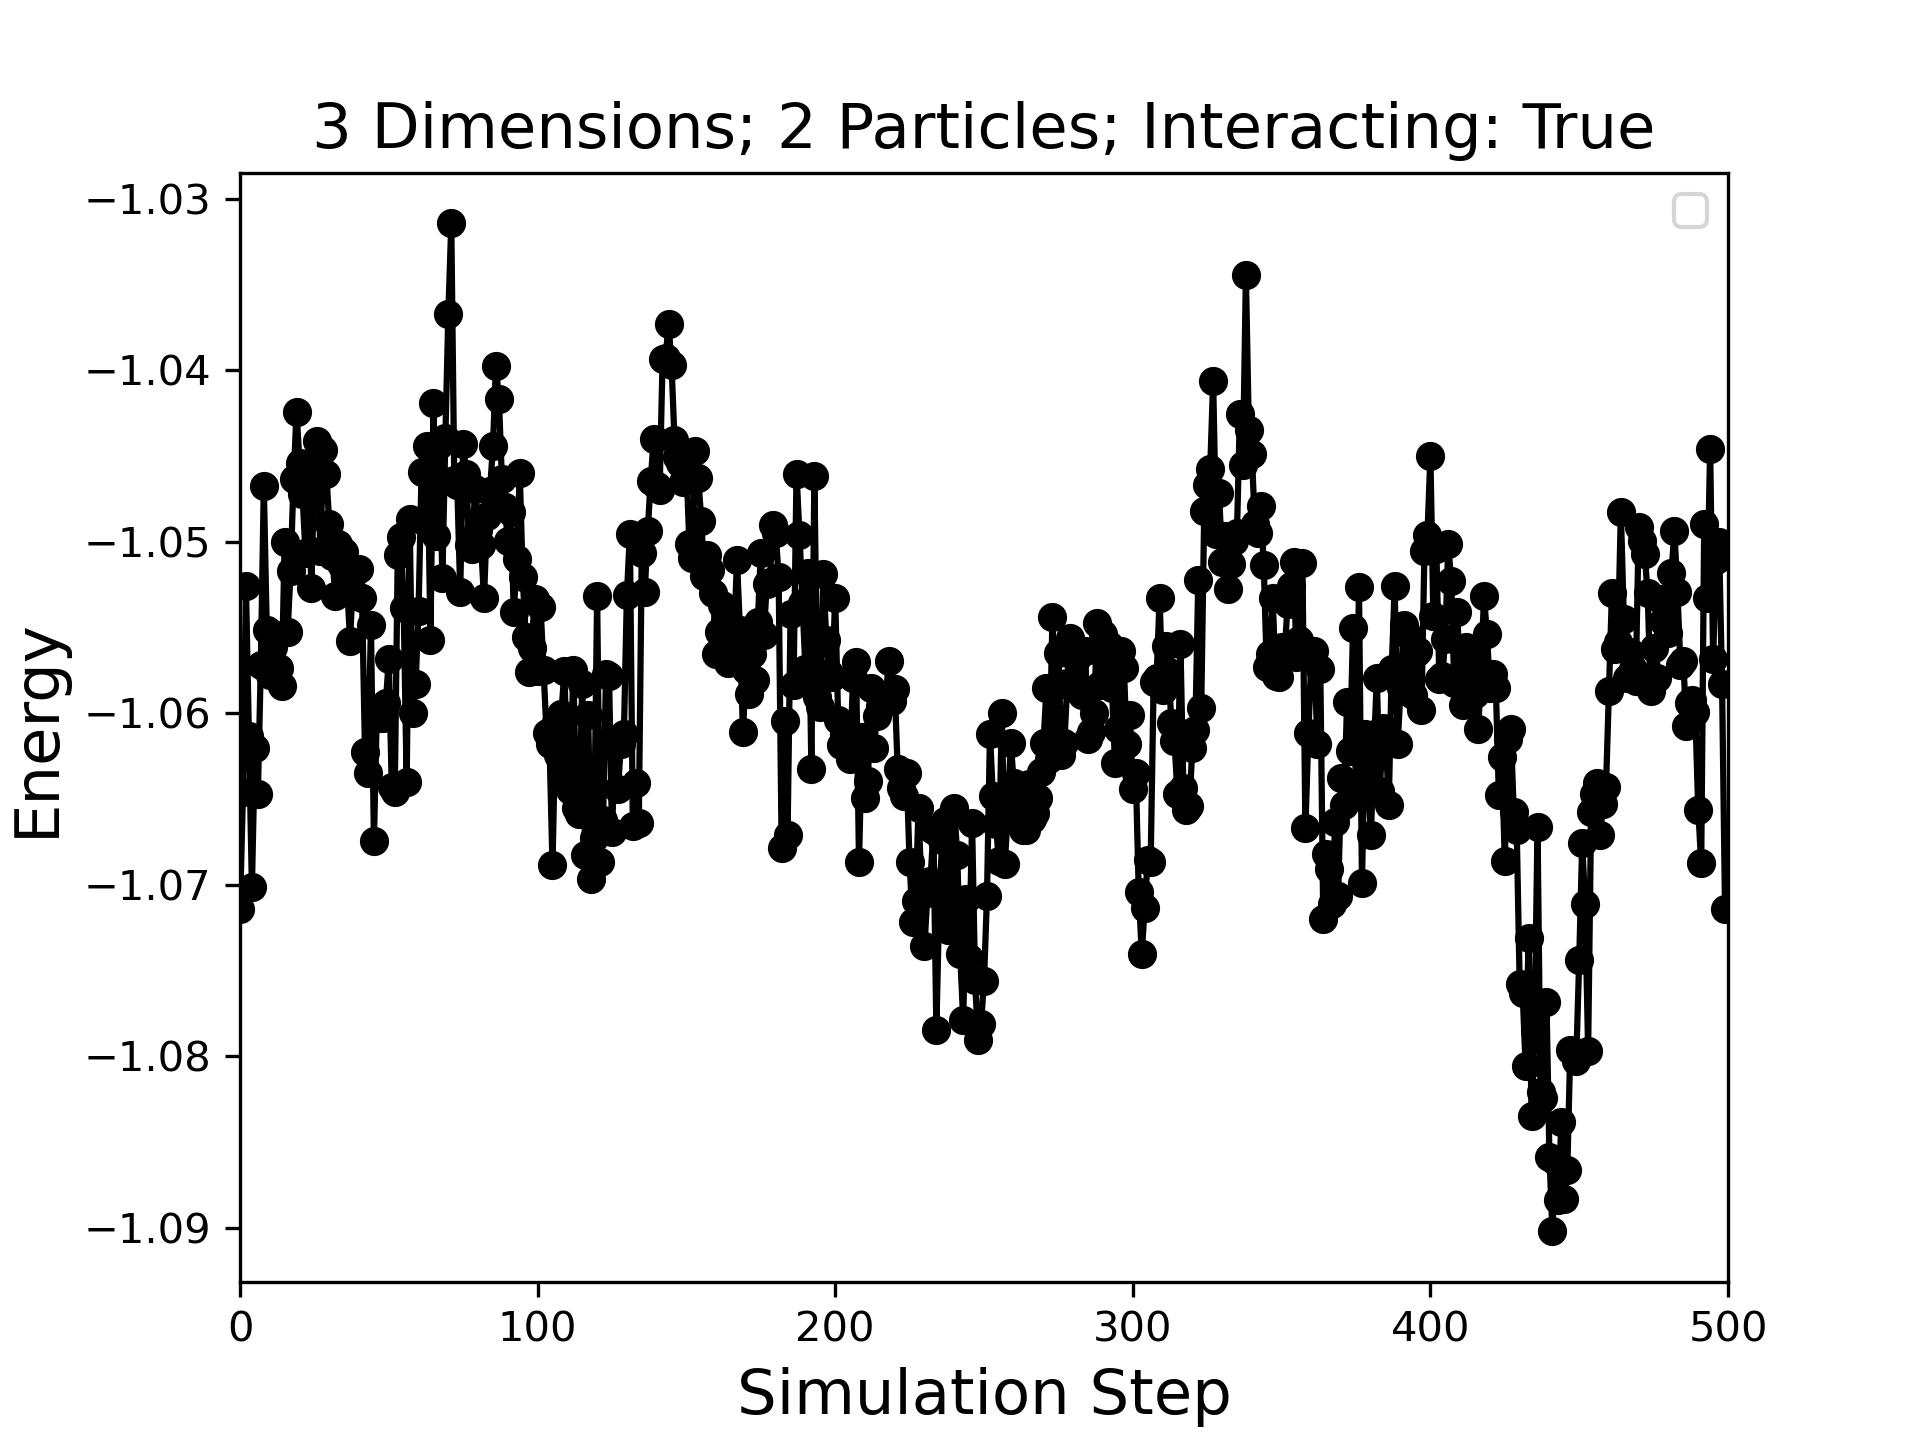 3 Dimensions; 2 Particles; Interacting: True
Energy
−1.03
−1.04
−1.05
−1.06
−1.07
−1.08
−1.09
0 100 200 300 400 500
Simulation Step